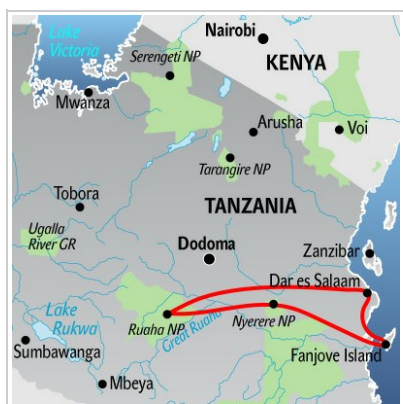 Nairobi
Lake
Victoria
Serengeti NP
KENYA
Mwanza
Arusha
Voi
Tarangire NP
Tobora
TANZANIA
Ugalla
River GR
Dodoma
Zanzibar
Dar es Salaam
Lake
Rukwa
Ruaha NP
Great Ruaha
Nyerere NP
Sumbawanga
Fanjove Island
Mbeya